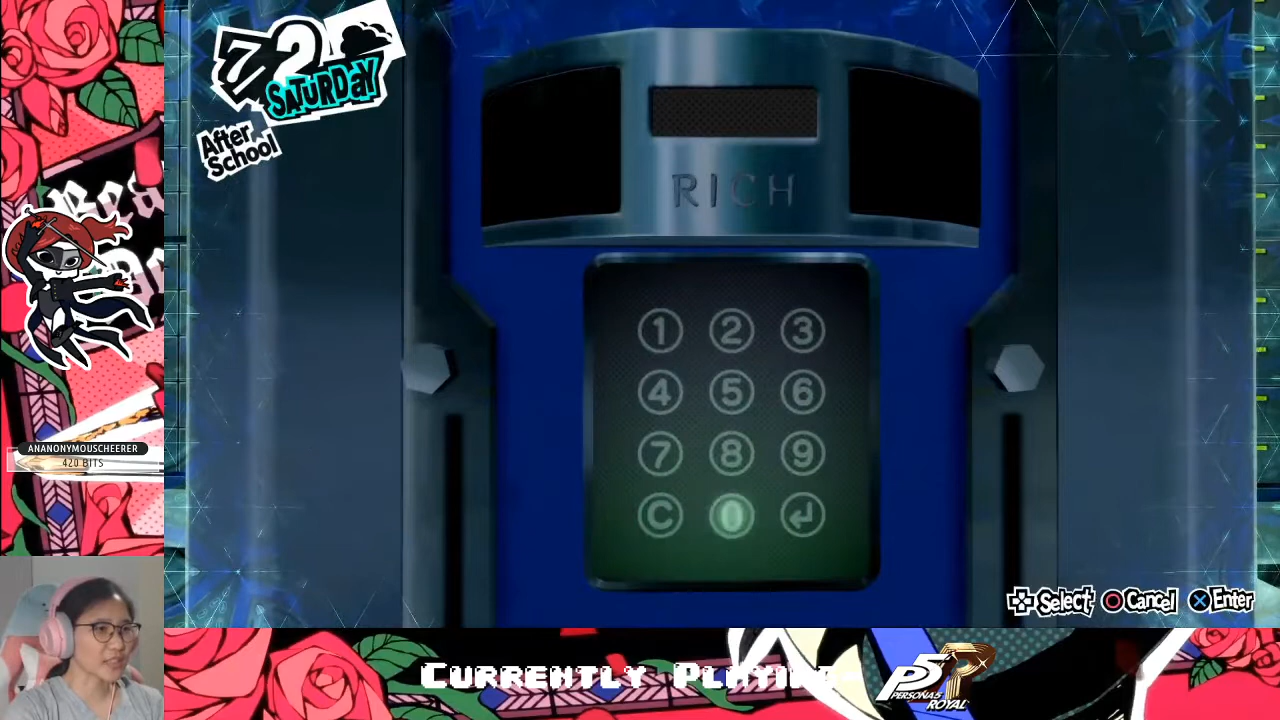 7/2
SATURDAY
After
School
RICH
1 2 3
4 5 6
7 8 9
C 0
ANANONYMOUSCHEERER
420 BITS
Select Cancel Enter
Currently Playing
P5R
PERSONA5
ROYAL